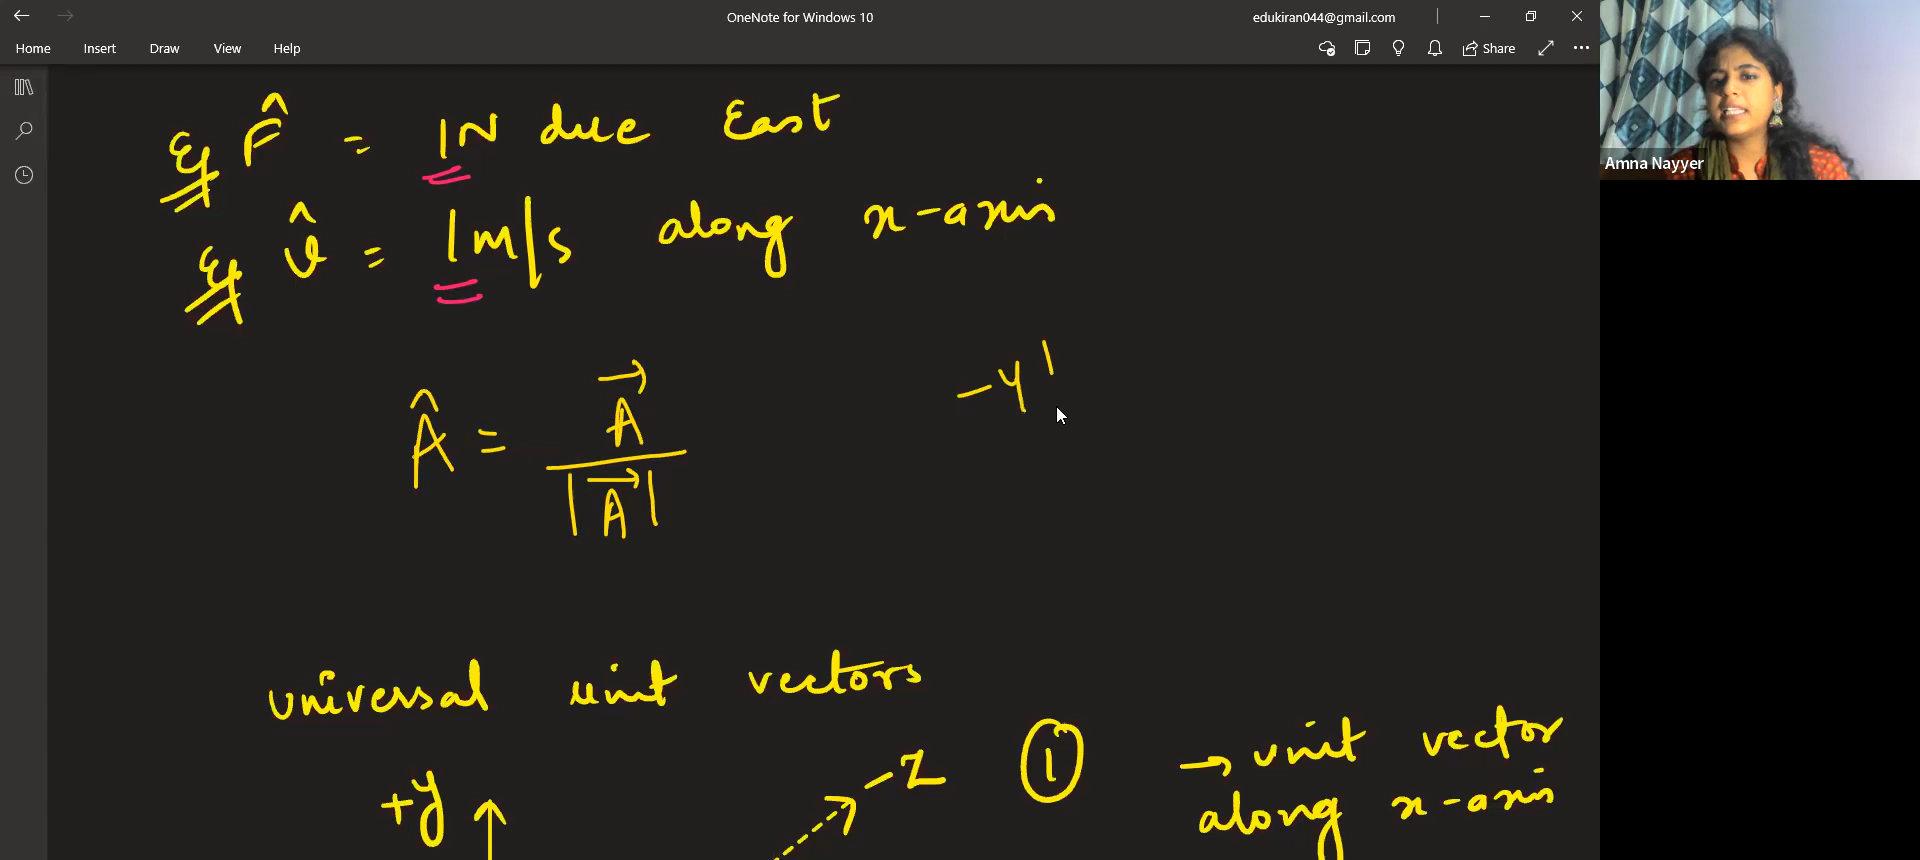 OneNote for Windows 10
edukiran044@gmail.com
Home Insert Draw View Help
Share
Amna Nayyer
Eg F̂ = 1N due East
Eg v̂ = 1m/s along x-axis
Â = A⃗ / |A⃗|
-y'
universal unit vectors
+y
-z
① → unit vector
along x-axis